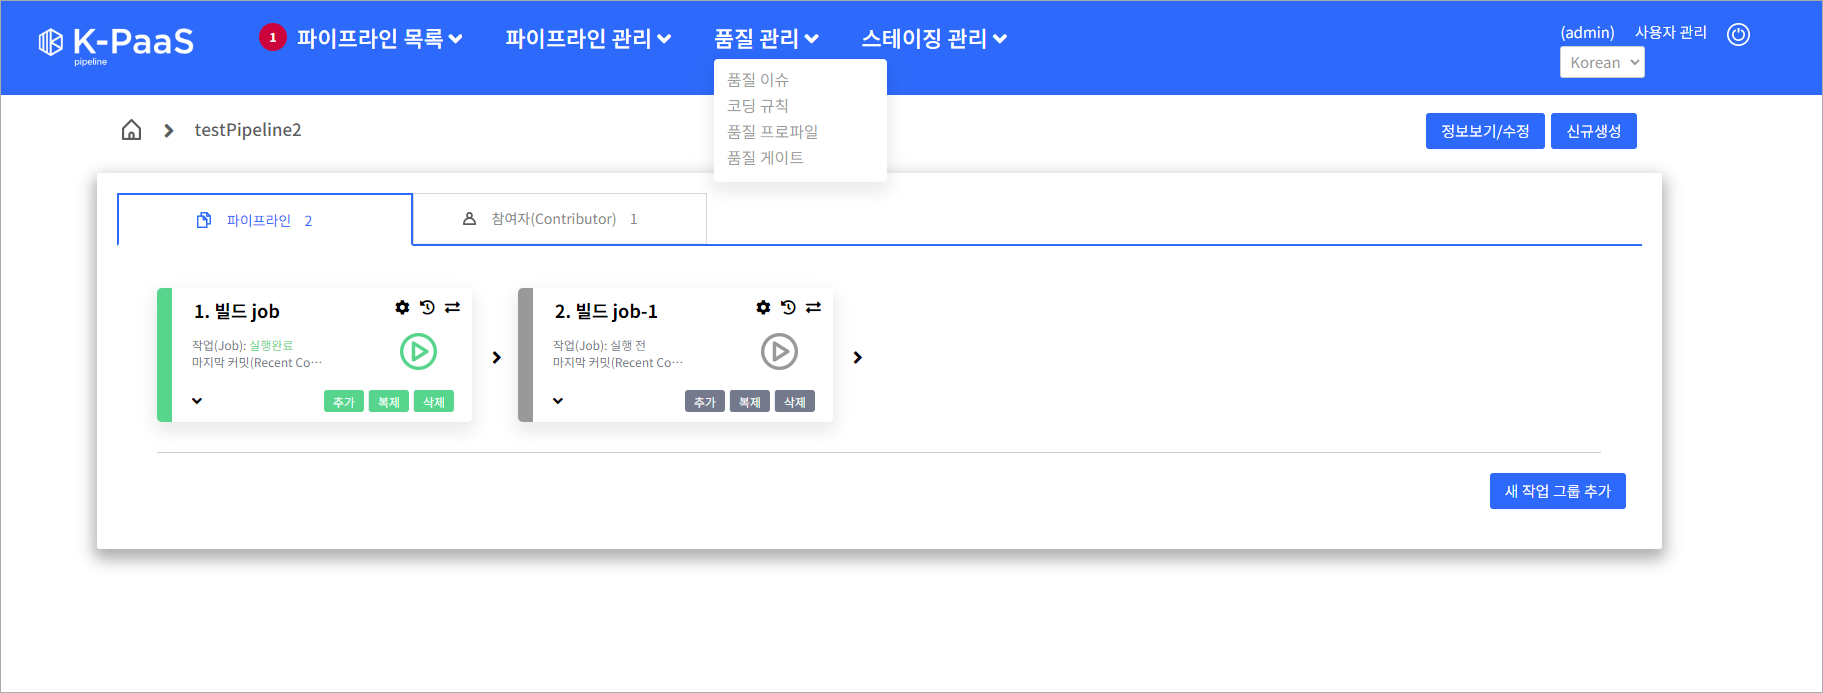 K-PaaS
pipeline
1 파이프라인 목록 파이프라인 관리 품질 관리 스테이징 관리
(admin) 사용자 관리
Korean
품질 이슈
코딩 규칙
품질 프로파일
품질 게이트
testPipeline2
정보보기/수정 신규생성
파이프라인 2 참여자(Contributor) 1
1. 빌드 job
작업(Job): 실행완료
마지막 커밋(Recent Co…
추가 복제 삭제
2. 빌드 job-1
작업(Job): 실행 전
마지막 커밋(Recent Co…
추가 복제 삭제
새 작업 그룹 추가